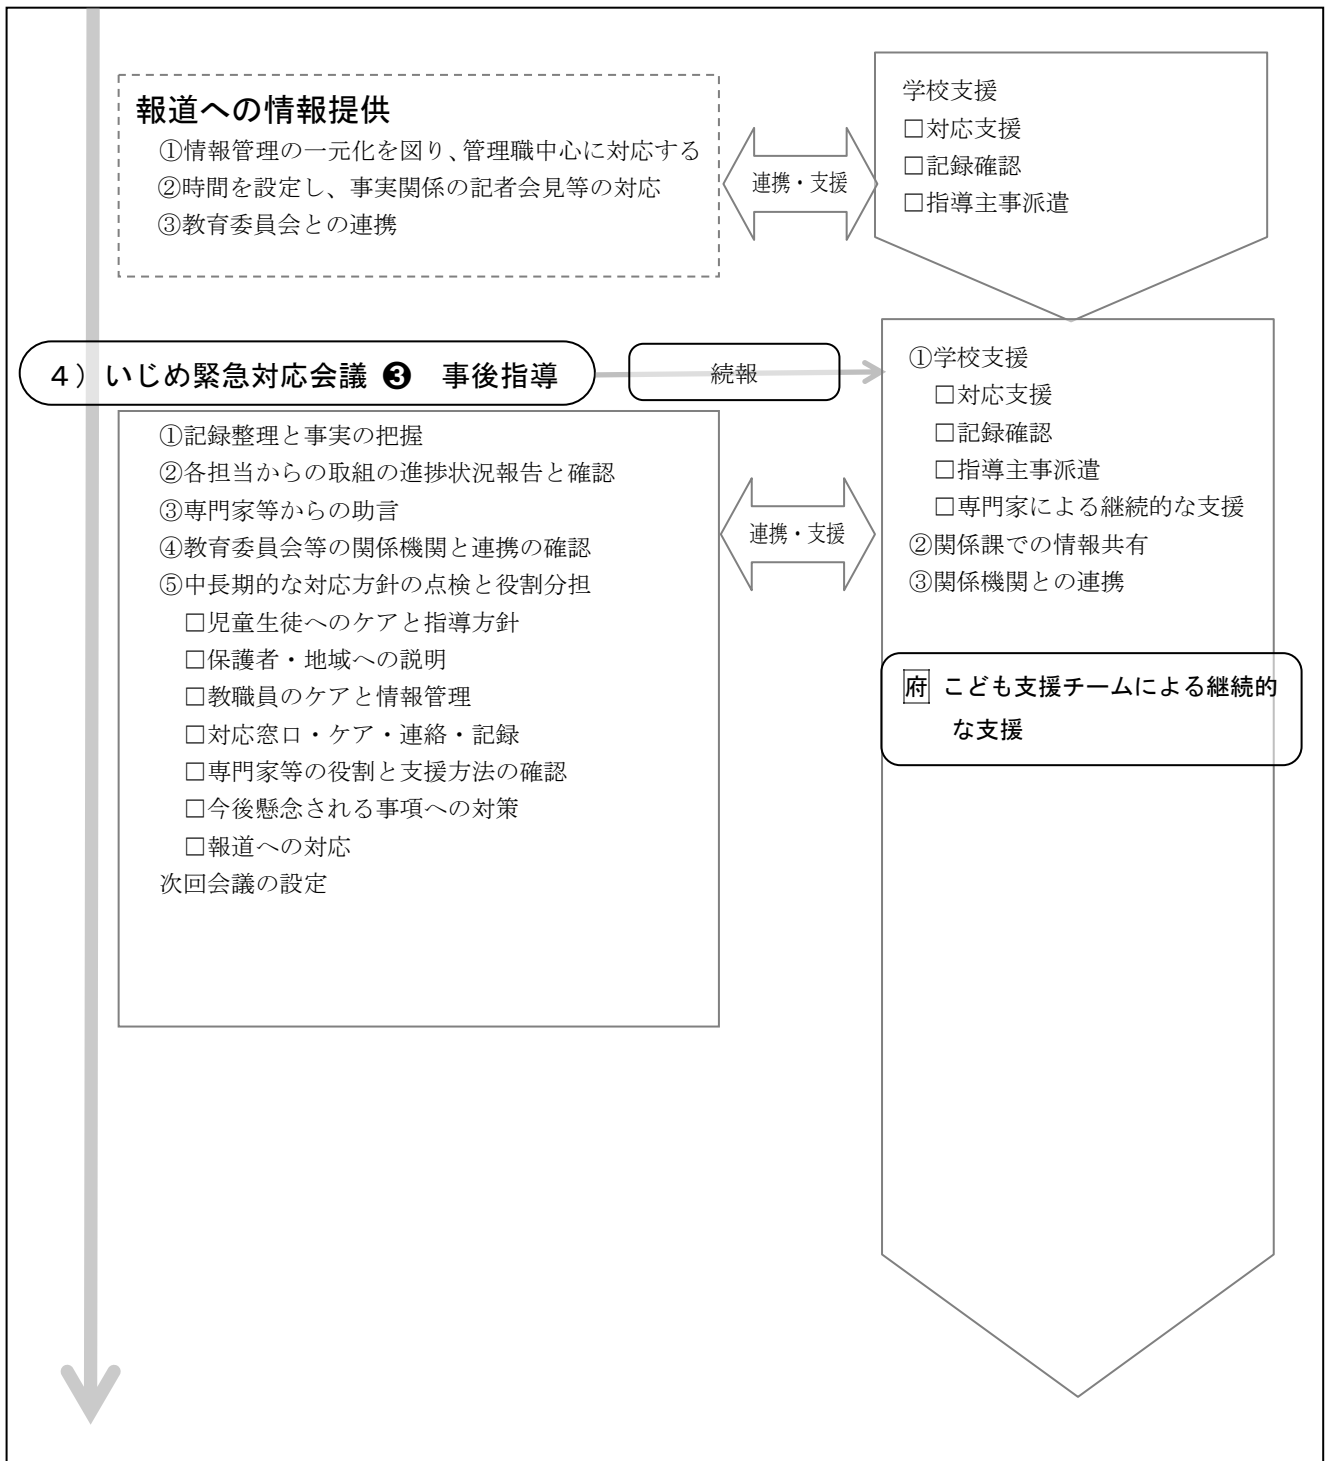 報道への情報提供
①情報管理の一元化を図り、管理職中心に対応する
②時間を設定し、事実関係の記者会見等の対応
③教育委員会との連携
連携・支援
学校支援
□対応支援
□記録確認
□指導主事派遣
4）いじめ緊急対応会議 ❸　事後指導
続報
①記録整理と事実の把握
②各担当からの取組の進捗状況報告と確認
③専門家等からの助言
④教育委員会等の関係機関と連携の確認
⑤中長期的な対応方針の点検と役割分担
□児童生徒へのケアと指導方針
□保護者・地域への説明
□教職員のケアと情報管理
□対応窓口・ケア・連絡・記録
□専門家等の役割と支援方法の確認
□今後懸念される事項への対策
□報道への対応
次回会議の設定
連携・支援
①学校支援
□対応支援
□記録確認
□指導主事派遣
□専門家による継続的な支援
②関係課での情報共有
③関係機関との連携
府 こども支援チームによる継続的
な支援